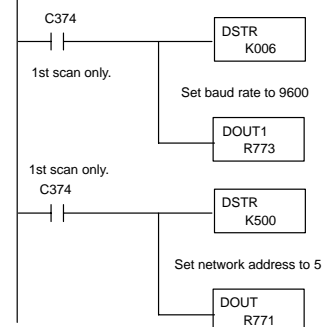 C374
DSTR
K006
1st scan only.
Set baud rate to 9600
DOUT1
R773
1st scan only.
C374
DSTR
K500
Set network address to 5
DOUT
R771